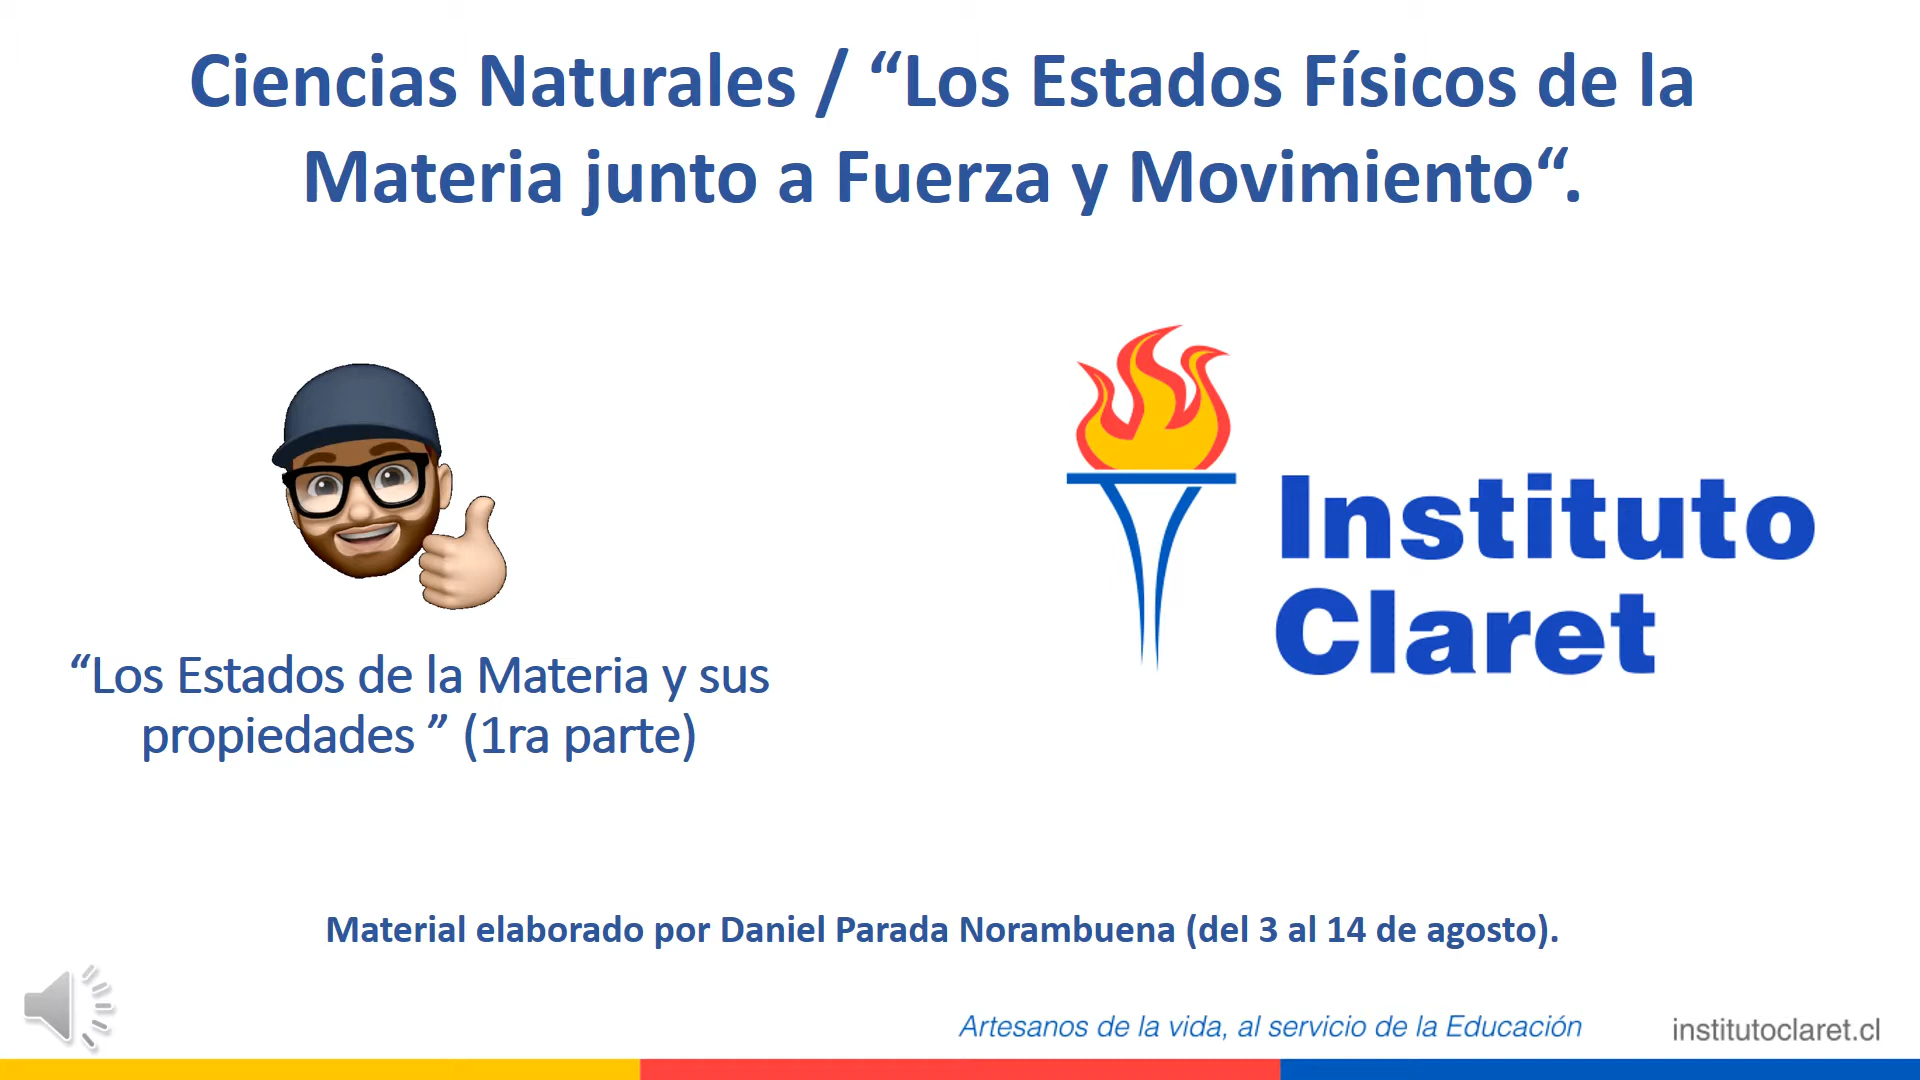 Ciencias Naturales / “Los Estados Físicos de la
Materia junto a Fuerza y Movimiento“.
Instituto
Claret
“Los Estados de la Materia y sus
propiedades ” (1ra parte)
Material elaborado por Daniel Parada Norambuena (del 3 al 14 de agosto).
Artesanos de la vida, al servicio de la Educación
institutoclaret.cl